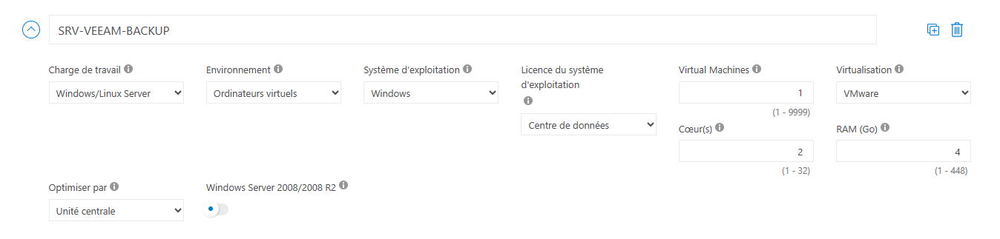 SRV-VEEAM-BACKUP
Charge de travail
Environnement
Système d'exploitation
Licence du système
d'exploitation
Virtual Machines
Virtualisation
Windows/Linux Server
Ordinateurs virtuels
Windows
Centre de données
1
(1 - 9999)
VMware
Cœur(s)
RAM (Go)
2
(1 - 32)
4
(1 - 448)
Optimiser par
Windows Server 2008/2008 R2
Unité centrale